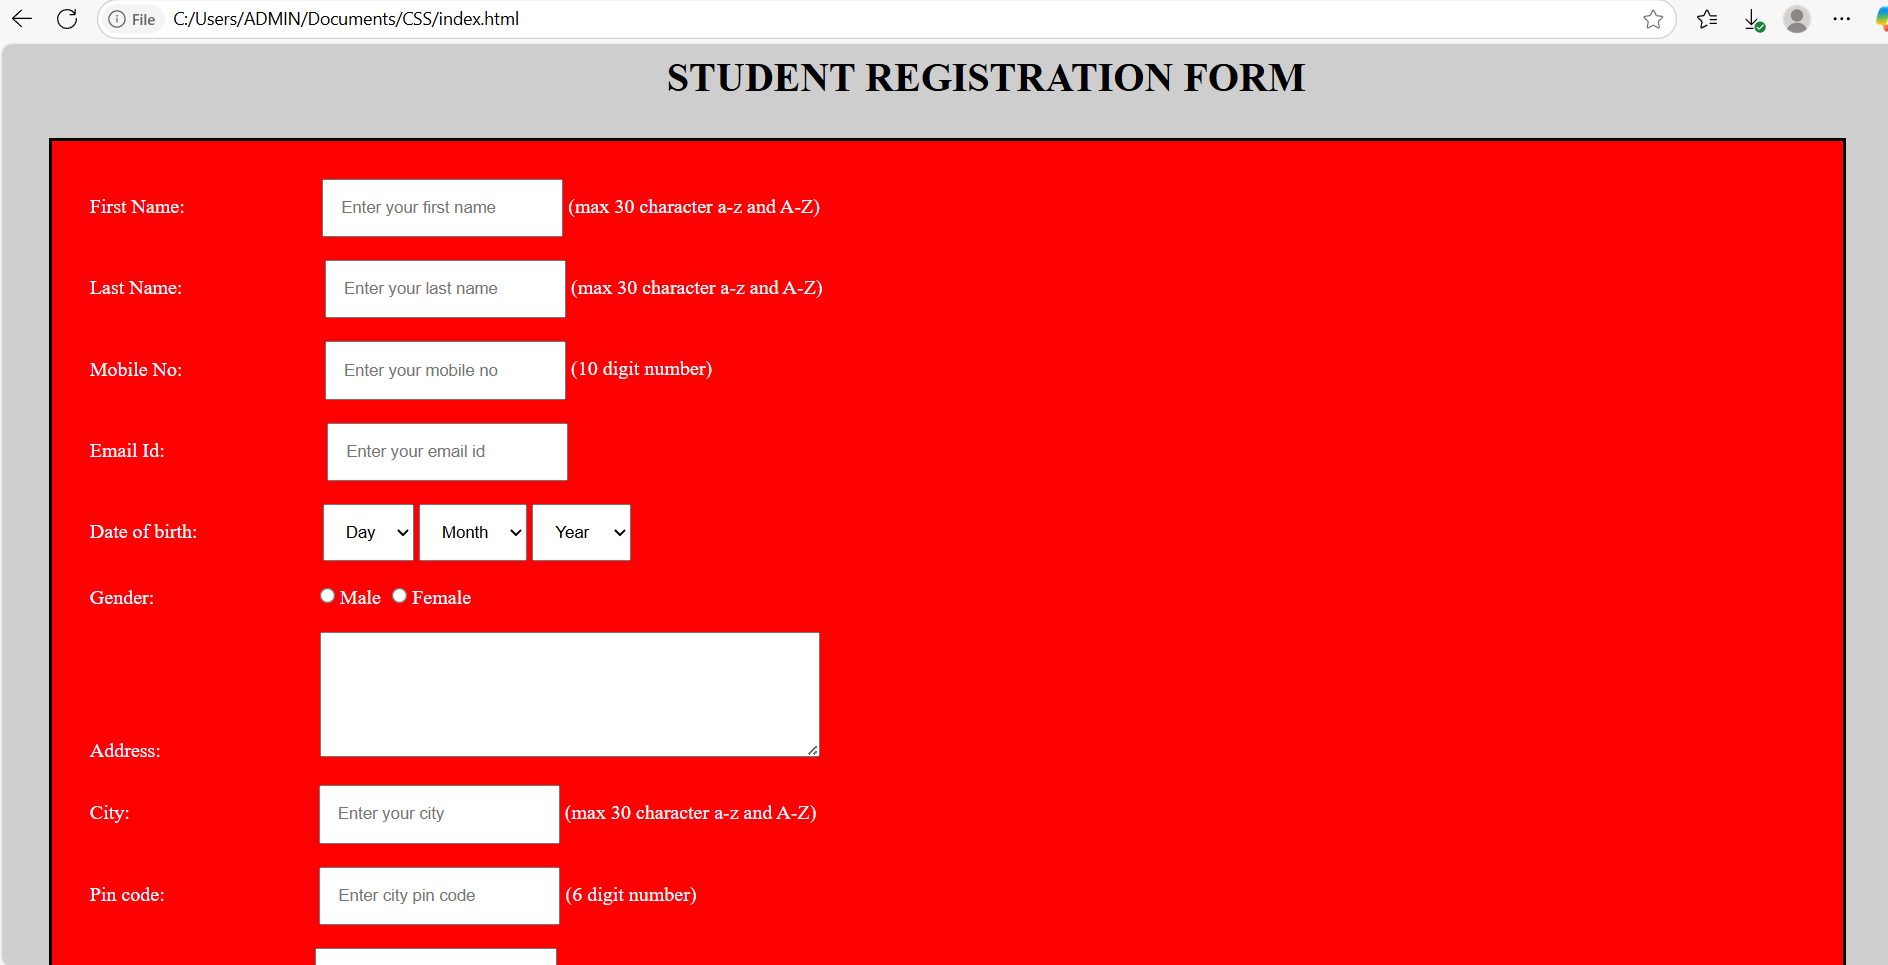 File C:/Users/ADMIN/Documents/CSS/index.html
STUDENT REGISTRATION FORM
First Name: Enter your first name (max 30 character a-z and A-Z)
Last Name: Enter your last name (max 30 character a-z and A-Z)
Mobile No: Enter your mobile no (10 digit number)
Email Id: Enter your email id
Date of birth: Day Month Year
Gender: Male Female
Address:
City: Enter your city (max 30 character a-z and A-Z)
Pin code: Enter city pin code (6 digit number)